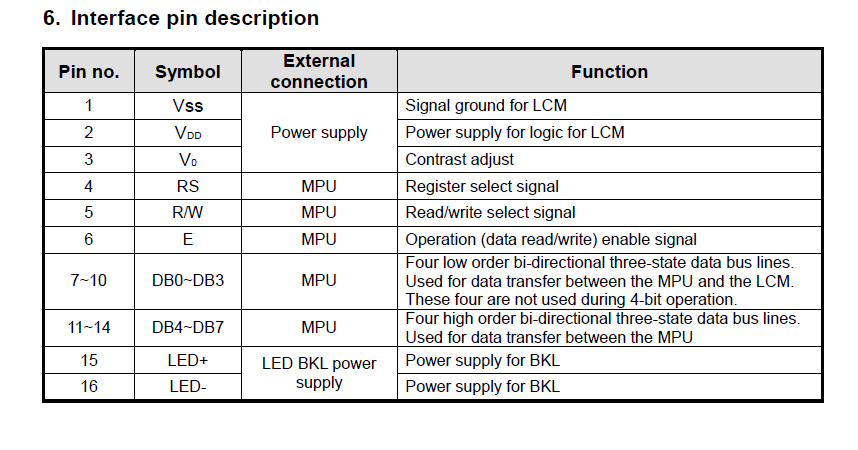 6. Interface pin description
Pin no. Symbol External connection Function
1 Vss Power supply Signal ground for LCM
2 VDD Power supply for logic for LCM
3 V0 Contrast adjust
4 RS MPU Register select signal
5 R/W MPU Read/write select signal
6 E MPU Operation (data read/write) enable signal
7~10 DB0~DB3 MPU Four low order bi-directional three-state data bus lines.
Used for data transfer between the MPU and the LCM.
These four are not used during 4-bit operation.
11~14 DB4~DB7 MPU Four high order bi-directional three-state data bus lines.
Used for data transfer between the MPU
15 LED+ LED BKL power supply Power supply for BKL
16 LED- Power supply for BKL